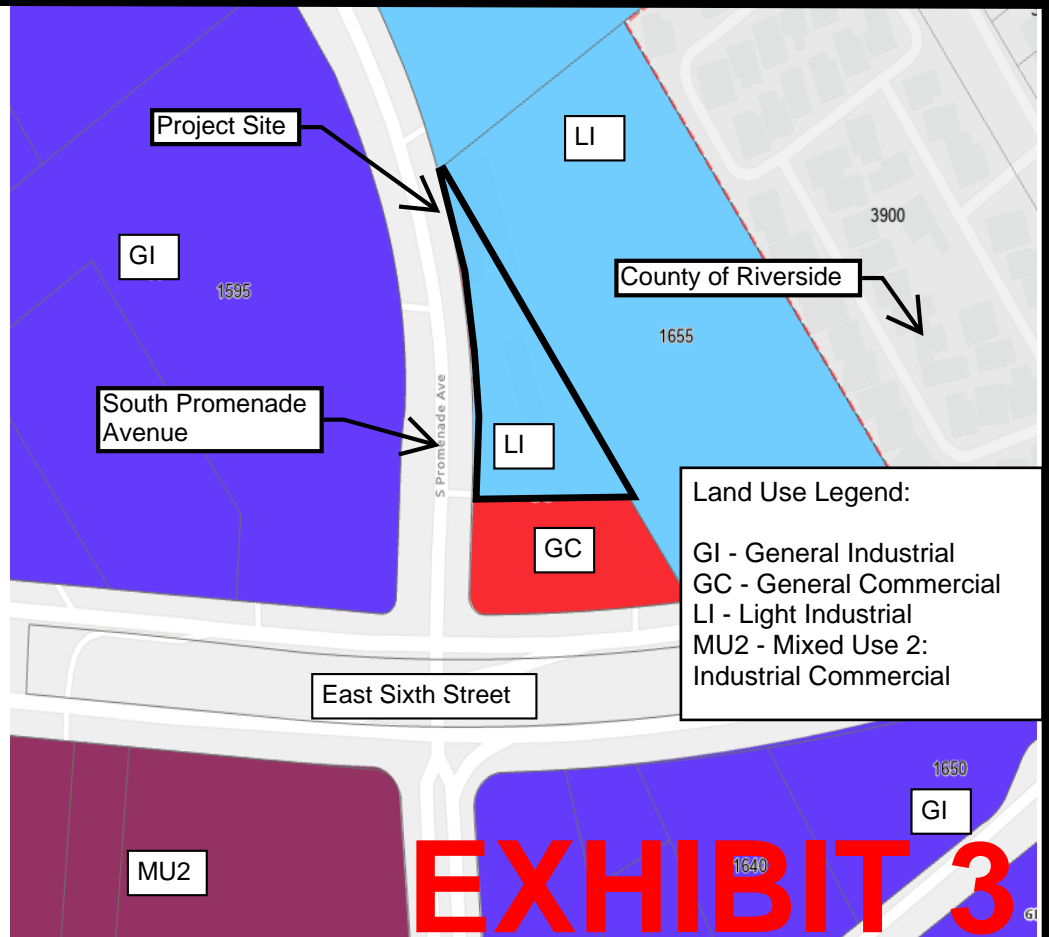 Project Site
LI
3900
GI
1595
County of Riverside
1655
South Promenade
Avenue
S Promenade Ave
LI
GC
Land Use Legend:
GI - General Industrial
GC - General Commercial
LI - Light Industrial
MU2 - Mixed Use 2:
Industrial Commercial
East Sixth Street
1650
GI
MU2
1640
EXHIBIT 3